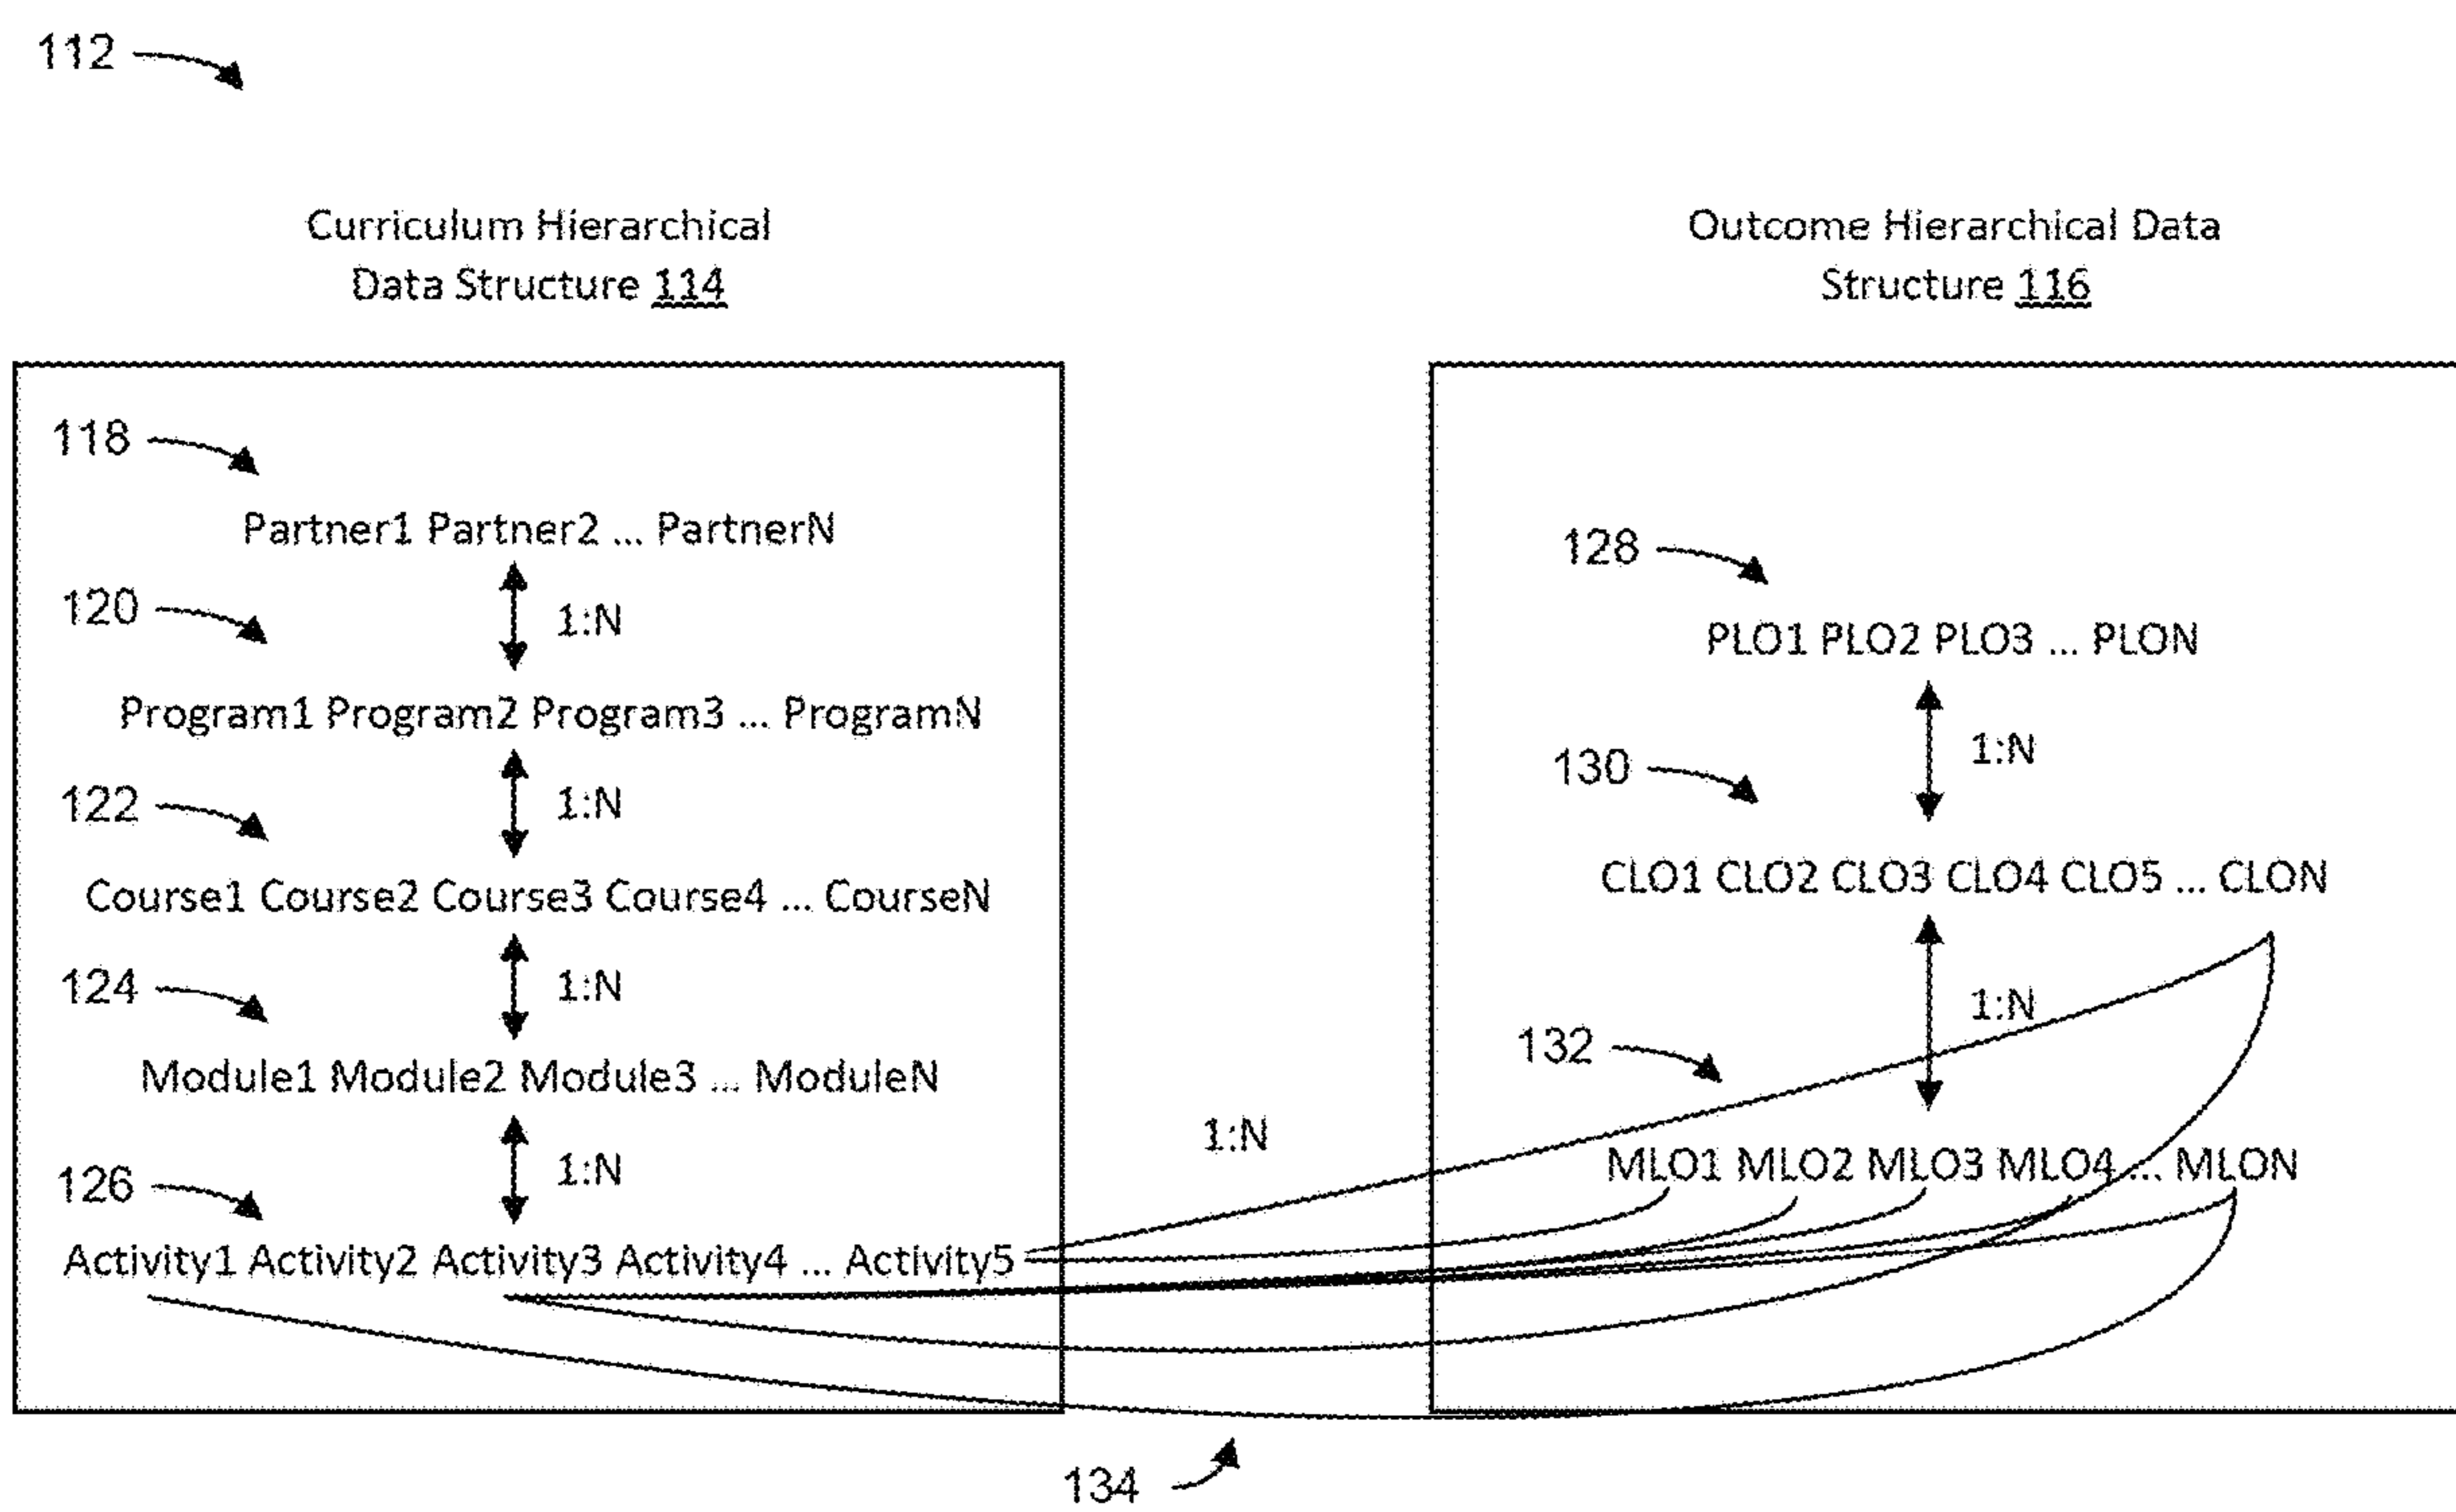 112
Curriculum Hierarchical
Data Structure 114
118
Partner1 Partner2 ... PartnerN
1:N
120
Program1 Program2 Program3 ... ProgramN
1:N
122
Course1 Course2 Course3 Course4 ... CourseN
1:N
124
Module1 Module2 Module3 ... ModuleN
1:N
126
Activity1 Activity2 Activity3 Activity4 ... Activity5
1:N
Outcome Hierarchical Data
Structure 116
128
PLO1 PLO2 PLO3 ... PLON
1:N
130
CLO1 CLO2 CLO3 CLO4 CLO5 ... CLON
1:N
132
MLO1 MLO2 MLO3 MLO4 ... MLON
134